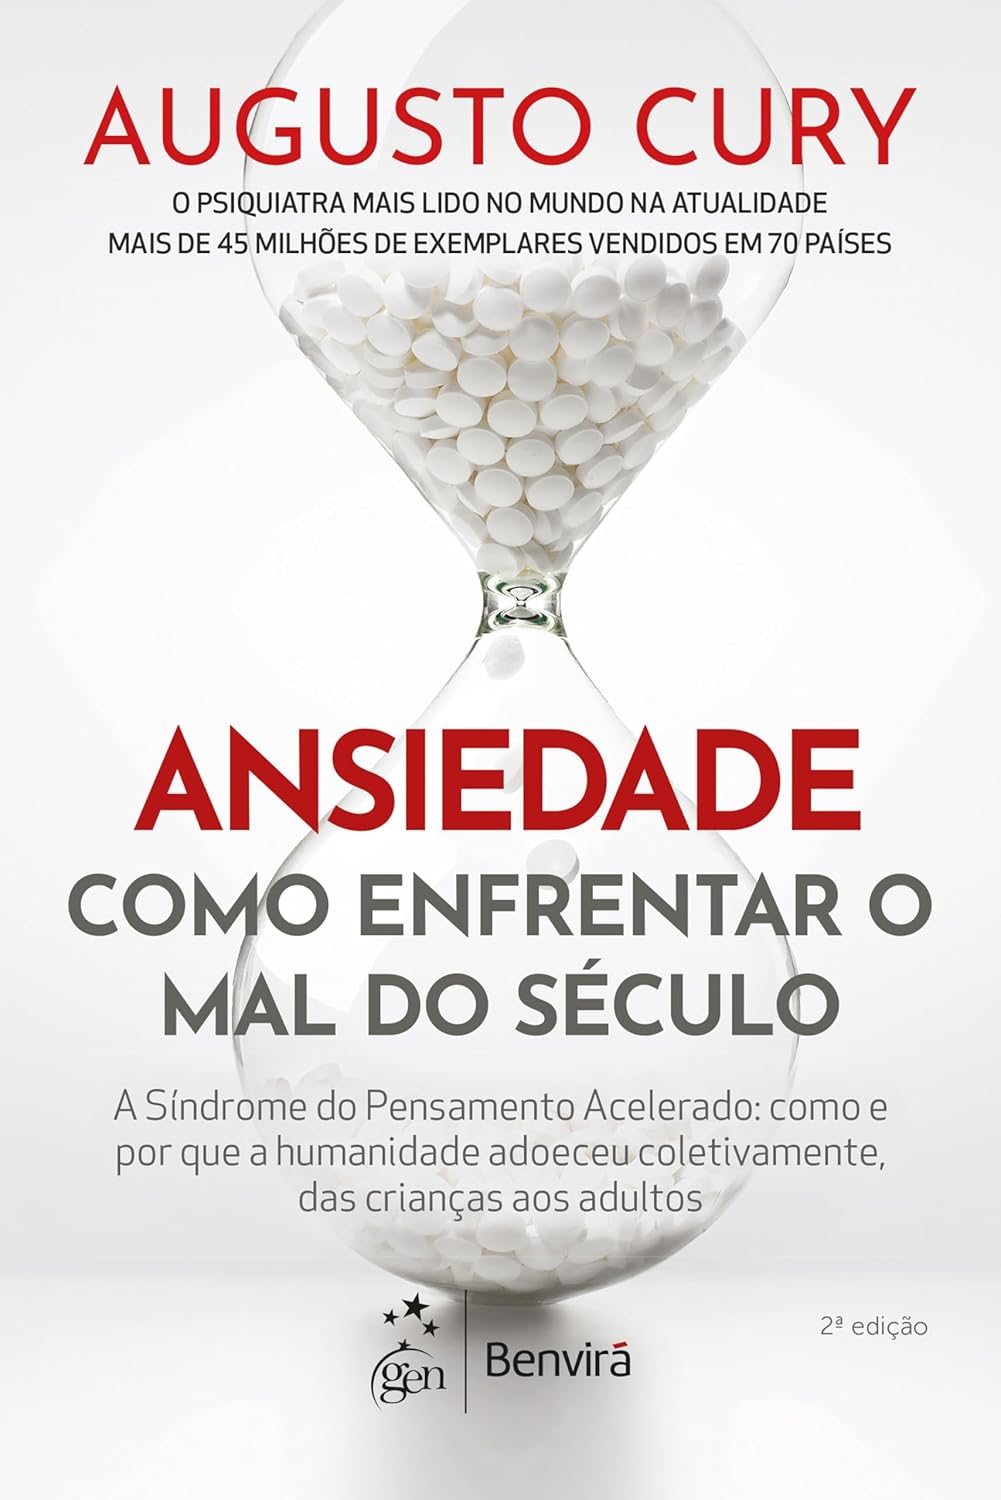 AUGUSTO CURY
O PSIQUIATRA MAIS LIDO NO MUNDO NA ATUALIDADE
MAIS DE 45 MILHÕES DE EXEMPLARES VENDIDOS EM 70 PAÍSES
ANSIEDADE
COMO ENFRENTAR O
MAL DO SÉCULO
A Síndrome do Pensamento Acelerado: como e
por que a humanidade adoeceu coletivamente,
das crianças aos adultos
2ª edição
gen
Benvirá